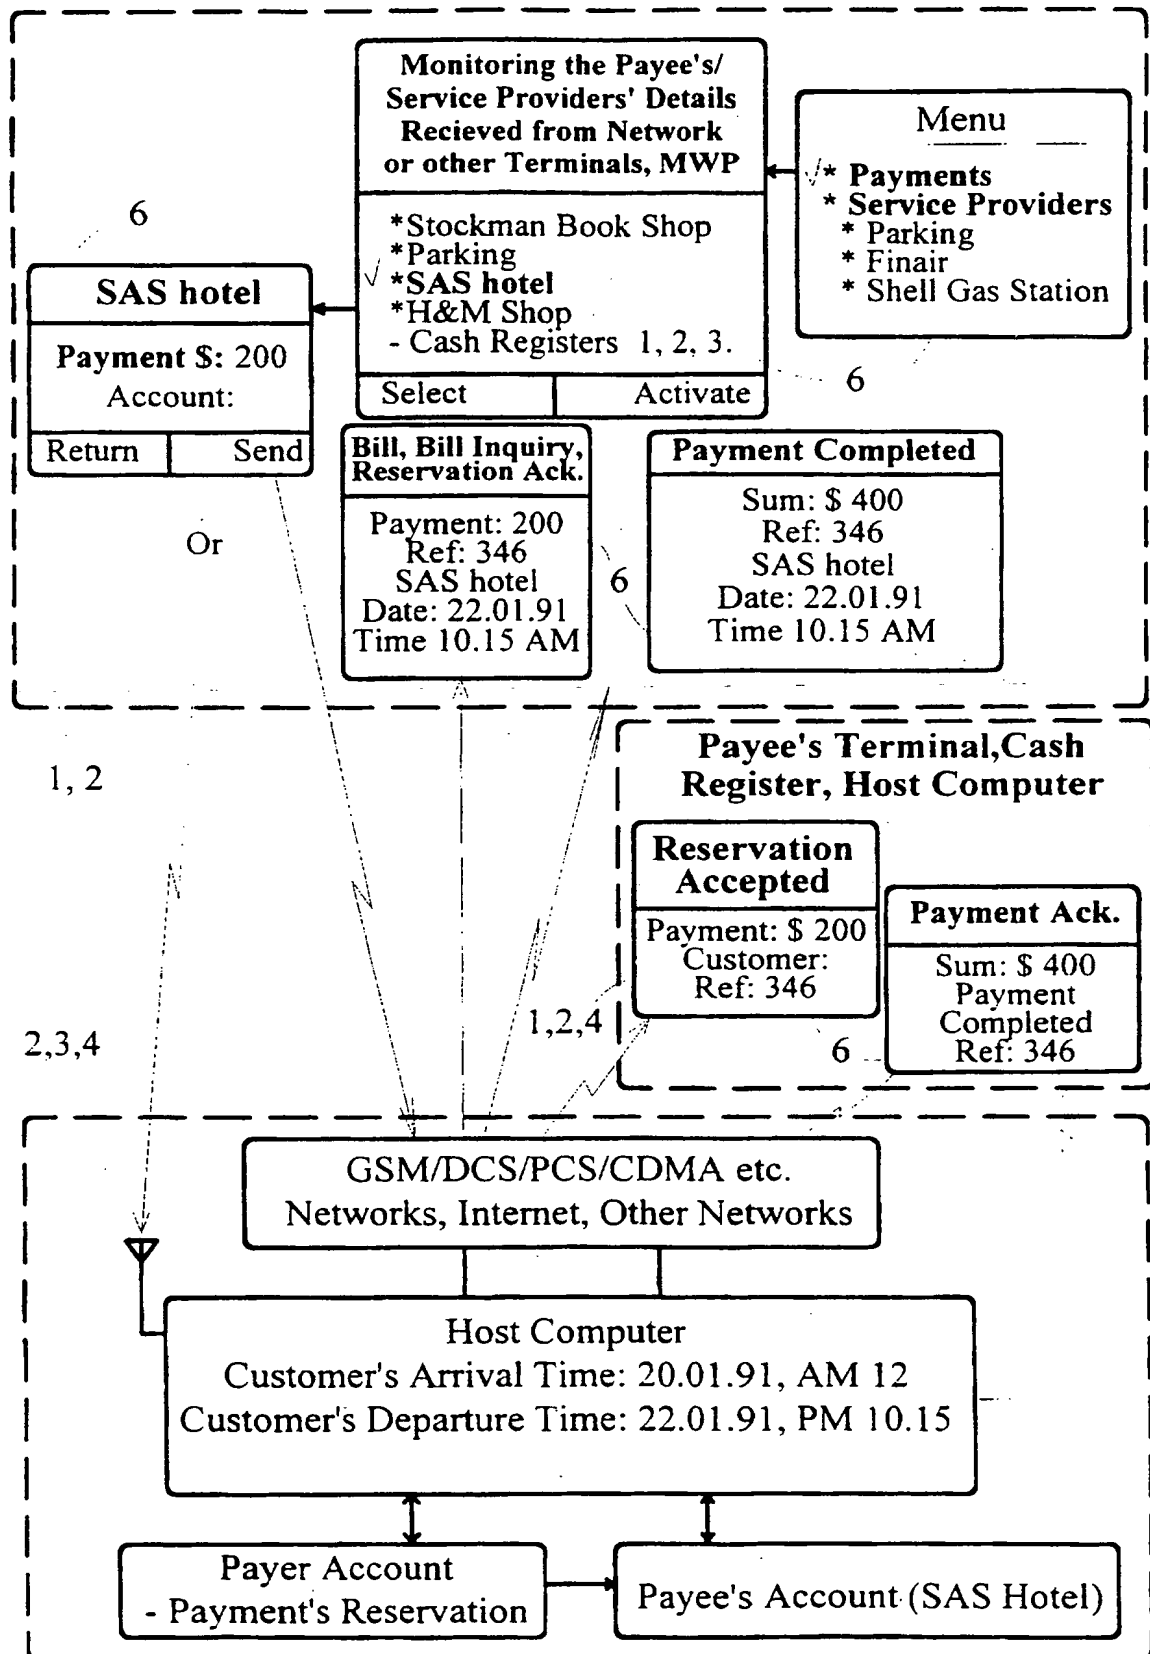 Monitoring the Payee's/
Service Providers' Details
Recieved from Network
or other Terminals, MWP
*Stockman Book Shop
*Parking
*SAS hotel
*H&M Shop
- Cash Registers 1, 2, 3.
Select Activate
Menu
* Payments
* Service Providers
* Parking
* Finair
* Shell Gas Station
6
6
SAS hotel
Payment $: 200
Account:
Return Send
Or
Bill, Bill Inquiry,
Reservation Ack.
Payment: 200
Ref: 346
SAS hotel
Date: 22.01.91
Time 10.15 AM
6
Payment Completed
Sum: $ 400
Ref: 346
SAS hotel
Date: 22.01.91
Time 10.15 AM
1, 2
Payee's Terminal,Cash
Register, Host Computer
Reservation
Accepted
Payment: $ 200
Customer:
Ref: 346
Payment Ack.
Sum: $ 400
Payment
Completed
Ref: 346
1,2,4
6
2,3,4
GSM/DCS/PCS/CDMA etc.
Networks, Internet, Other Networks
Host Computer
Customer's Arrival Time: 20.01.91, AM 12
Customer's Departure Time: 22.01.91, PM 10.15
Payer Account
- Payment's Reservation
Payee's Account (SAS Hotel)